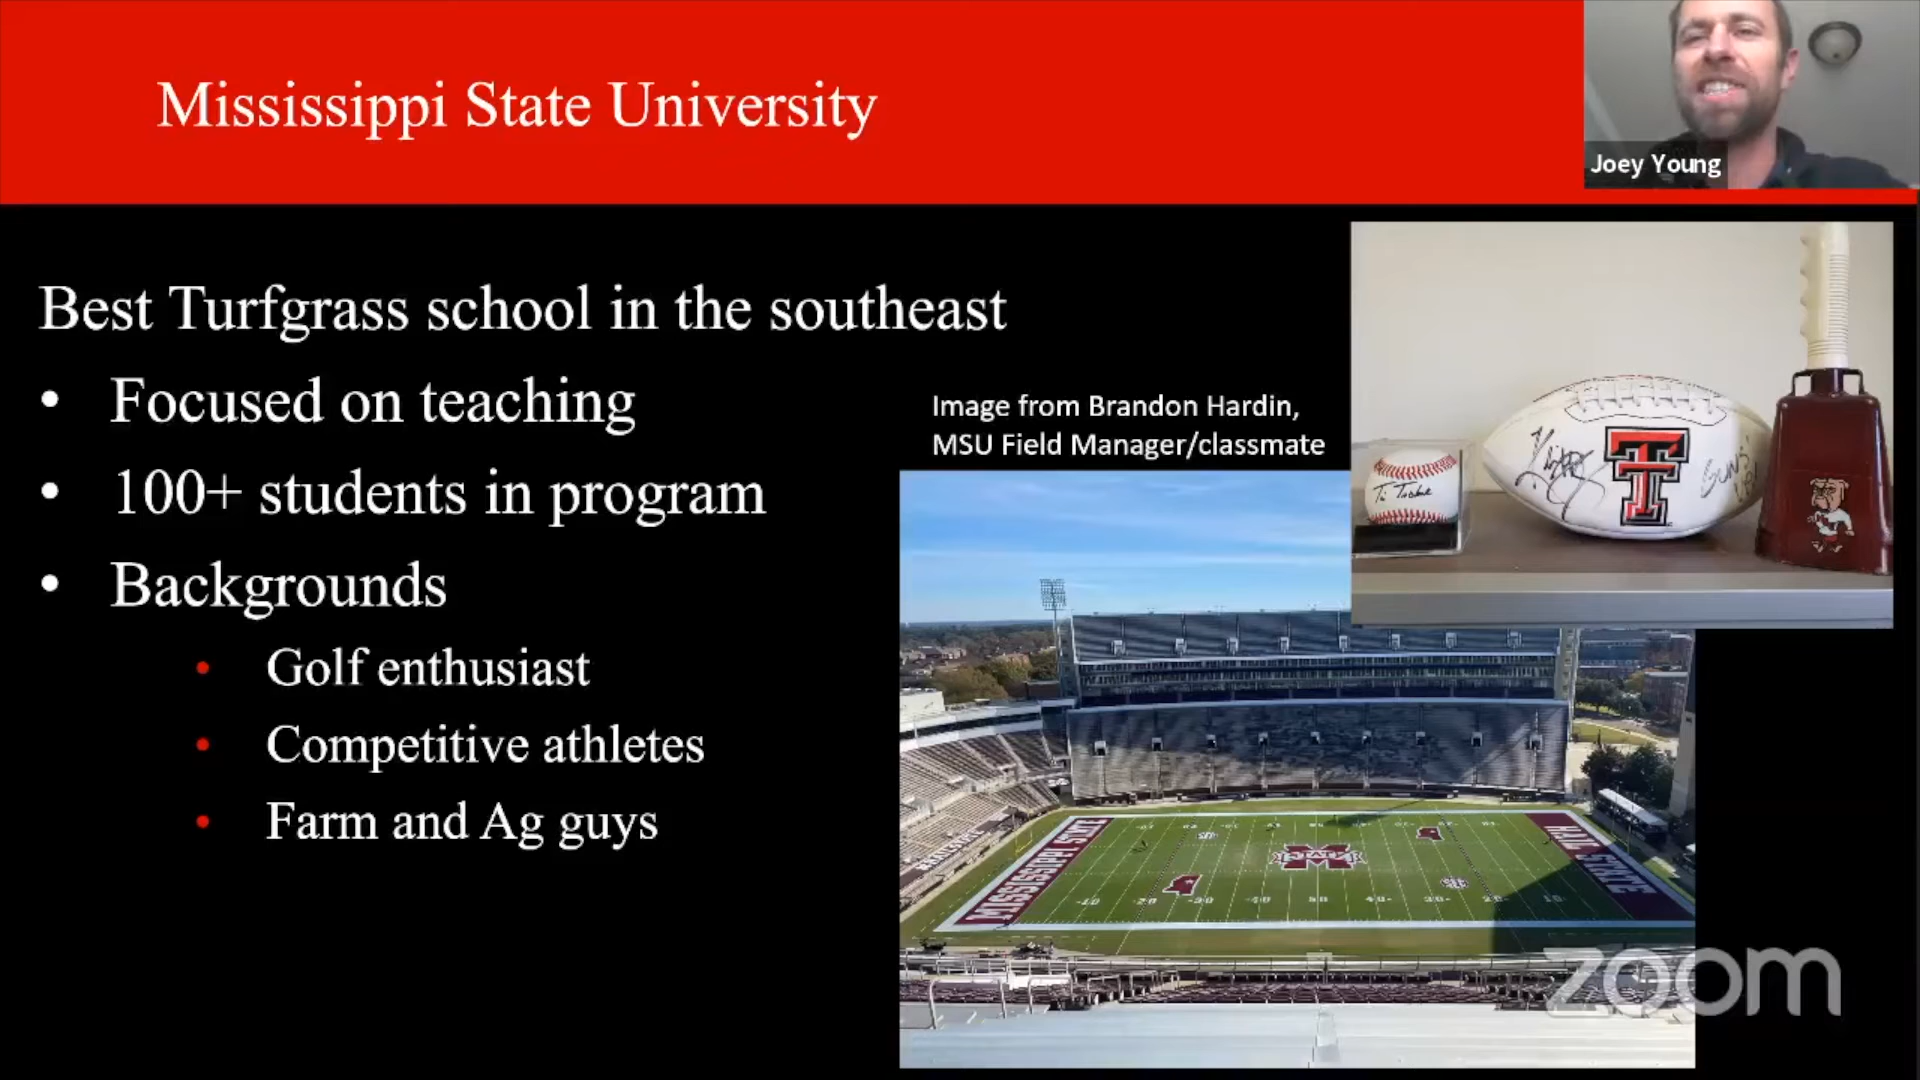 Mississippi State University
Joey Young
Best Turfgrass school in the southeast
• Focused on teaching
• 100+ students in program
• Backgrounds
• Golf enthusiast
• Competitive athletes
• Farm and Ag guys
Image from Brandon Hardin,
MSU Field Manager/classmate
T
MISSISSIPPI STATE
STATE
HAIL STATE
zoom